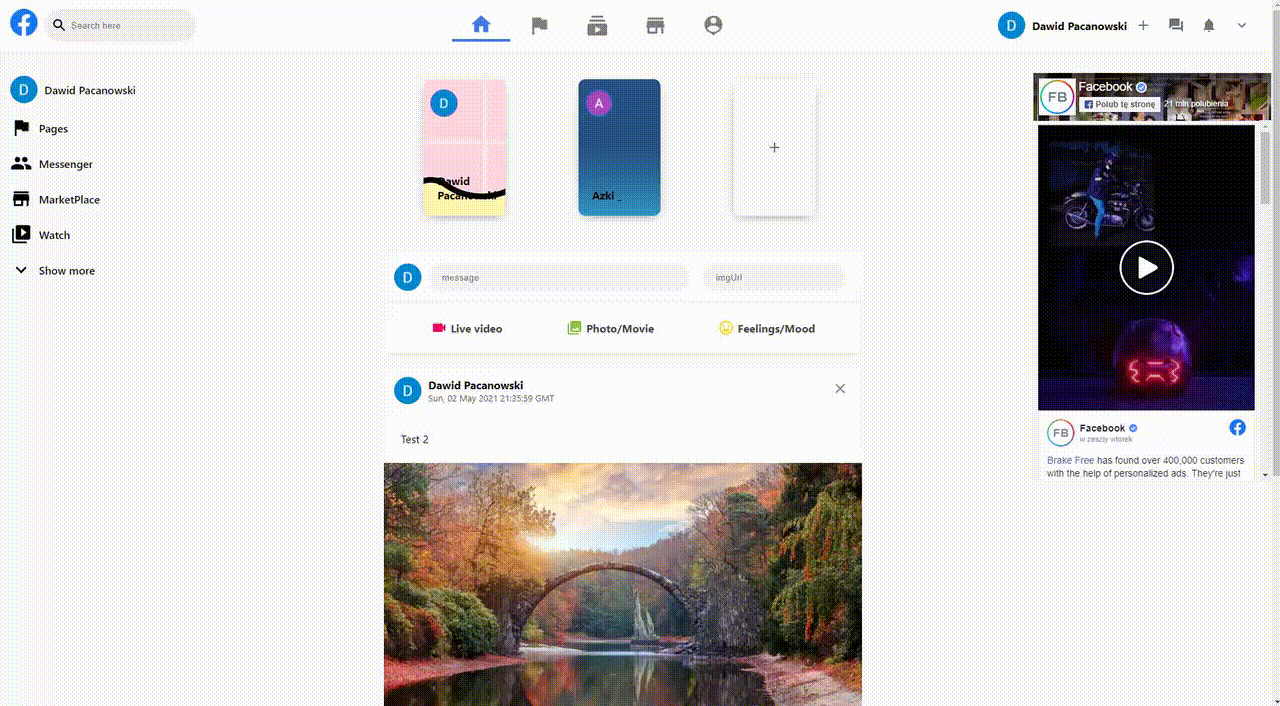 Search here
Dawid Pacanowski
Dawid Pacanowski
Pages
Messenger
MarketPlace
Watch
Show more
D
Dawid
Pacanowski
A
Azki _
+
D
message
imgUrl
Live video
Photo/Movie
Feelings/Mood
D
Dawid Pacanowski
Sun, 02 May 2021 21:35:59 GMT
Test 2
FB
Facebook
Polub tę stronę
21 mln polubienia
FB
Facebook
w zeszły wtorek
Brake Free has found over 400,000 customers
with the help of personalized ads. They're just